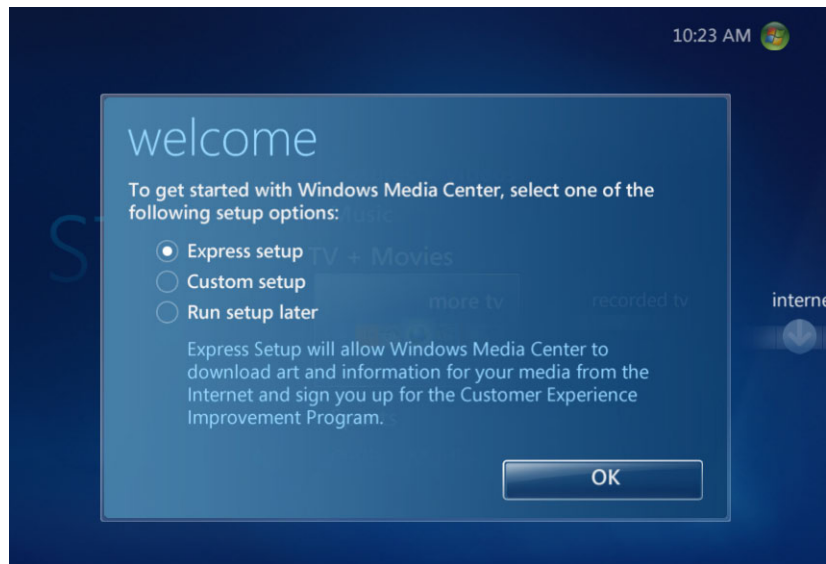 10:23 AM
welcome
To get started with Windows Media Center, select one of the
following setup options:
Music
Express setup
TV + Movies
Custom setup
more tv
recorded tv
interne
Run setup later
Express Setup will allow Windows Media Center to
download art and information for your media from the
Internet and sign you up for the Customer Experience
Improvement Program.
OK